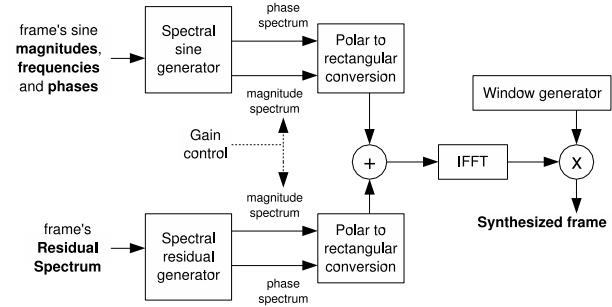 frame's sine
magnitudes,
frequencies
and phases
Spectral
sine
generator
phase
spectrum
magnitude
spectrum
Polar to
rectangular
conversion
Gain
control
Window generator
+
IFFT
X
Synthesized frame
frame's
Residual
Spectrum
Spectral
residual
generator
magnitude
spectrum
phase
spectrum
Polar to
rectangular
conversion